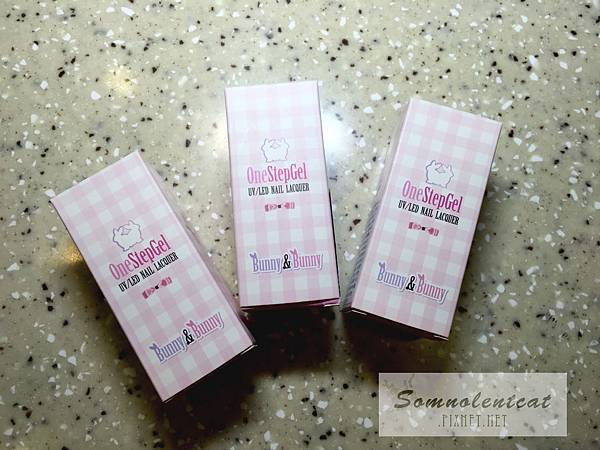 OneStepGel
UV/LED NAIL LACQUER
Bunny & Bunny
OneStepGel
UV/LED NAIL LACQUER
Bunny & Bunny
OneStepGel
UV/LED NAIL LACQUER
Bunny & Bunny
Somnolenicat
.PIXNET.NET